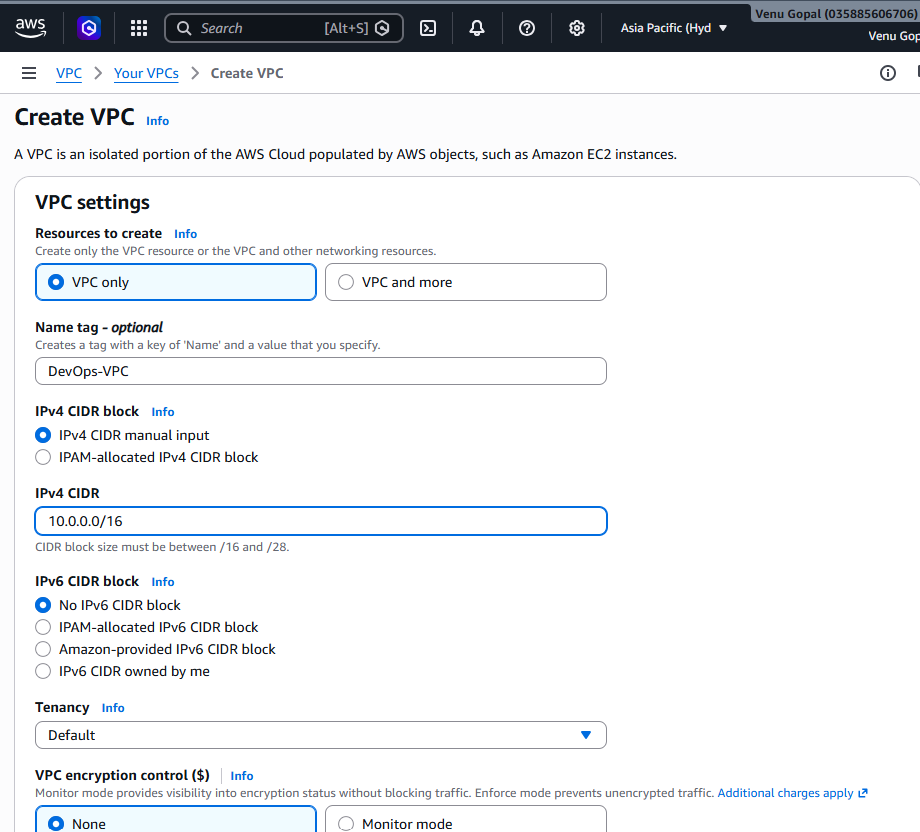 aws
Search [Alt+S]
Asia Pacific (Hyd
Venu Gopal (035885606706)
Venu Gop
VPC > Your VPCs > Create VPC
Create VPC Info
A VPC is an isolated portion of the AWS Cloud populated by AWS objects, such as Amazon EC2 instances.
VPC settings
Resources to create Info
Create only the VPC resource or the VPC and other networking resources.
VPC only
VPC and more
Name tag - optional
Creates a tag with a key of 'Name' and a value that you specify.
DevOps-VPC
IPv4 CIDR block Info
IPv4 CIDR manual input
IPAM-allocated IPv4 CIDR block
IPv4 CIDR
10.0.0.0/16
CIDR block size must be between /16 and /28.
IPv6 CIDR block Info
No IPv6 CIDR block
IPAM-allocated IPv6 CIDR block
Amazon-provided IPv6 CIDR block
IPv6 CIDR owned by me
Tenancy Info
Default
VPC encryption control ($) Info
Monitor mode provides visibility into encryption status without blocking traffic. Enforce mode prevents unencrypted traffic. Additional charges apply
None
Monitor mode